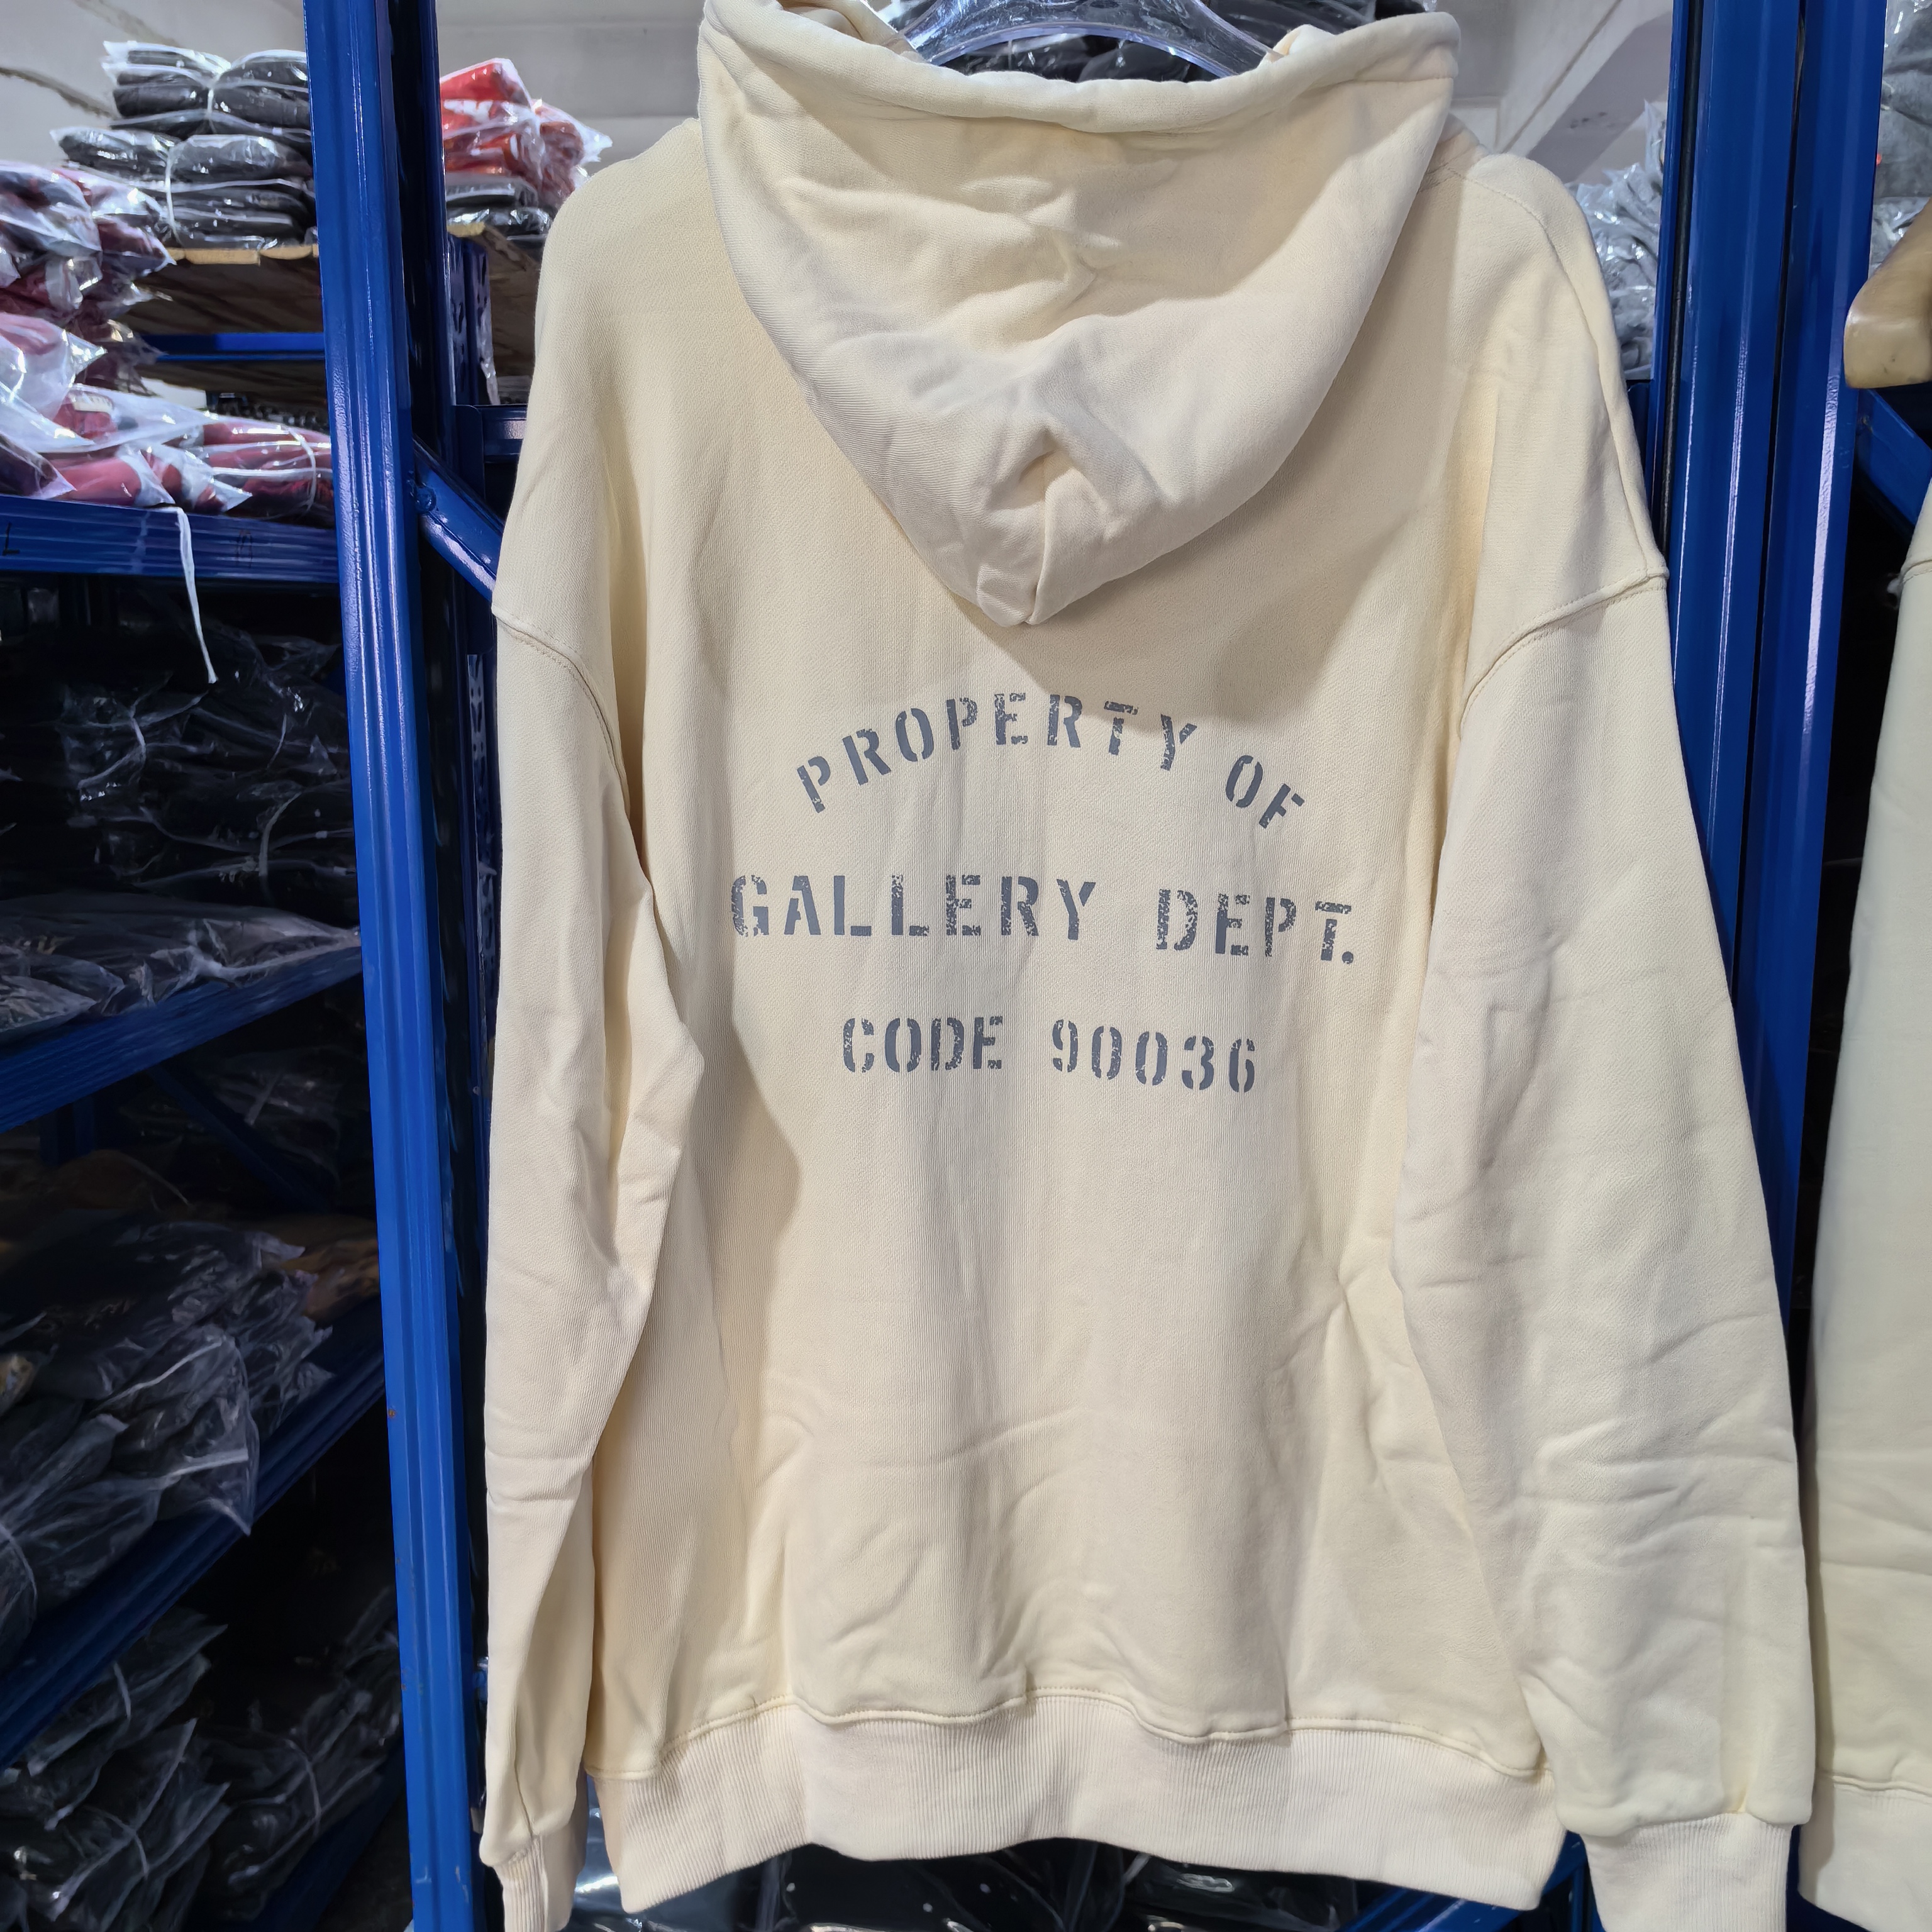 PROPERTY OF
GALLERY DEPT.
CODE 90036
L